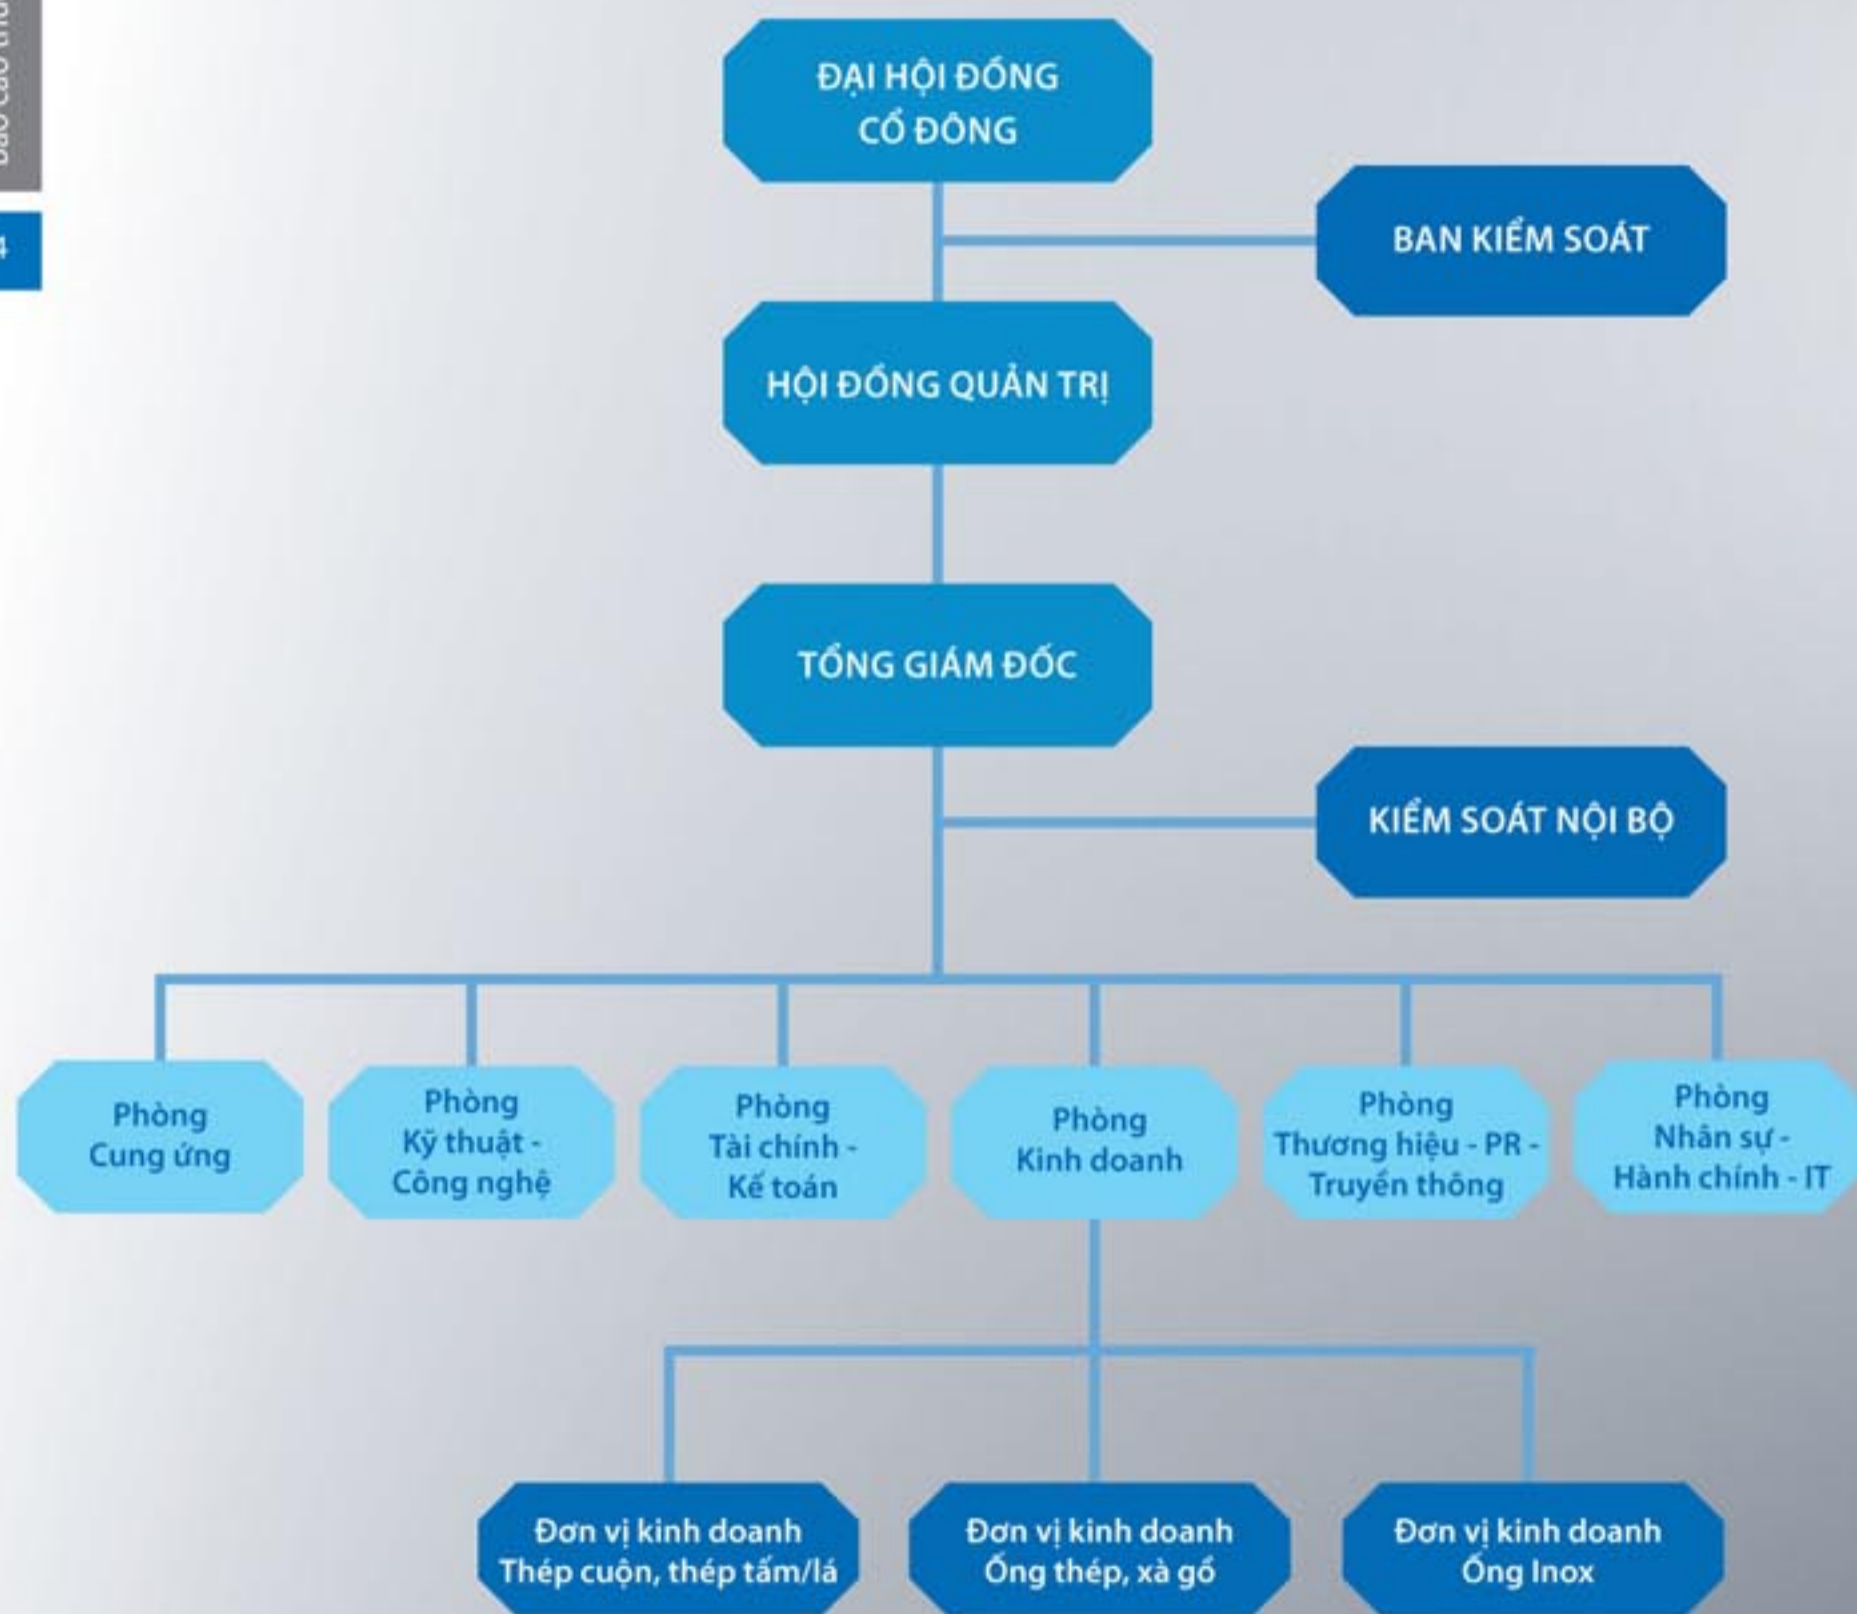 ĐẠI HỘI ĐỒNG
CỔ ĐÔNG
BAN KIỂM SOÁT
HỘI ĐỒNG QUẢN TRỊ
TỔNG GIÁM ĐỐC
KIỂM SOÁT NỘI BỘ
Phòng
Cung ứng
Phòng
Kỹ thuật -
Công nghệ
Phòng
Tài chính -
Kế toán
Phòng
Kinh doanh
Phòng
Thương hiệu - PR -
Truyền thông
Phòng
Nhân sự -
Hành chính - IT
Đơn vị kinh doanh
Thép cuộn, thép tấm/lá
Đơn vị kinh doanh
Ống thép, xà gồ
Đơn vị kinh doanh
Ống Inox